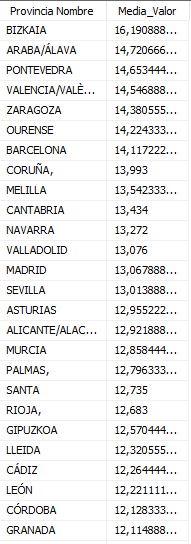 Provincia Nombre Media_Valor
BIZKAIA 16,190888...
ARABA/ÁLAVA 14,720666...
PONTEVEDRA 14,653444...
VALENCIA/VALÈ... 14,546888...
ZARAGOZA 14,380555...
OURENSE 14,224333...
BARCELONA 14,117222...
CORUÑA, 13,993
MELILLA 13,542333...
CANTABRIA 13,434
NAVARRA 13,272
VALLADOLID 13,076
MADRID 13,067888...
SEVILLA 13,013888...
ASTURIAS 12,955222...
ALICANTE/ALAC... 12,921888...
MURCIA 12,858444...
PALMAS, 12,796333...
SANTA 12,735
RIOJA, 12,683
GIPUZKOA 12,570444...
LLEIDA 12,320555...
CÁDIZ 12,264444...
LEÓN 12,221111...
CÓRDOBA 12,128333...
GRANADA 12,114888...